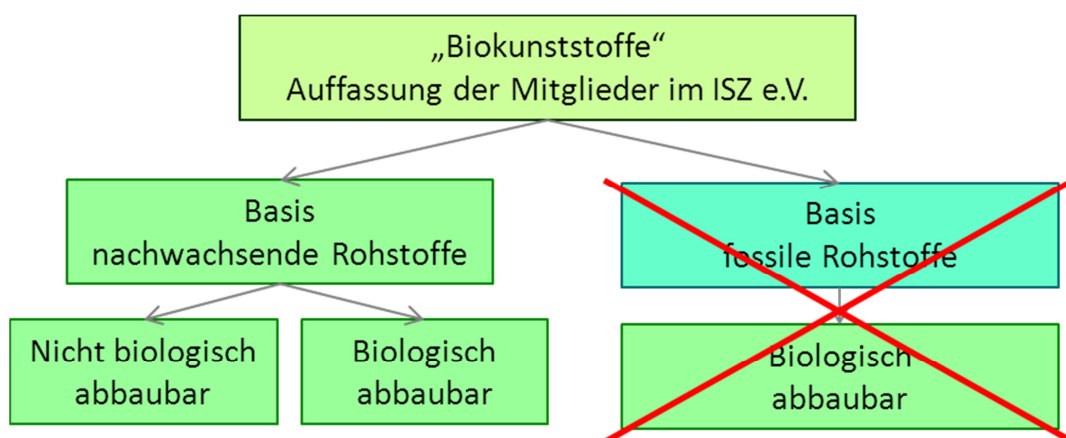 „Biokunststoffe“
Auffassung der Mitglieder im ISZ e.V.
Basis
nachwachsende Rohstoffe
Basis
fossile Rohstoffe
Nicht biologisch
abbaubar
Biologisch
abbaubar
Biologisch
abbaubar